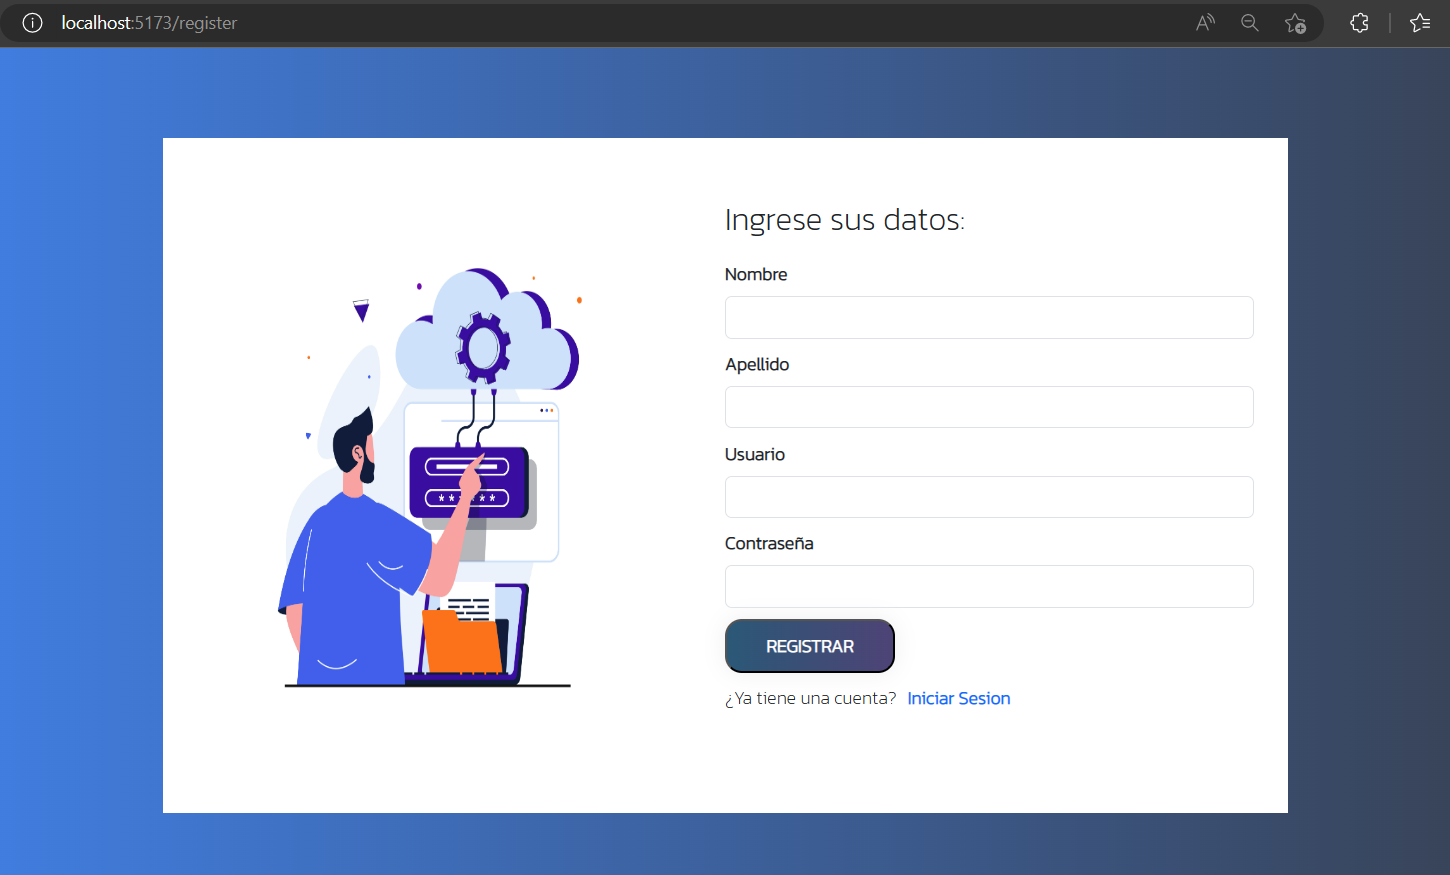 localhost:5173/register
Ingrese sus datos:
Nombre
Apellido
Usuario
Contraseña
REGISTRAR
¿Ya tiene una cuenta? Iniciar Sesion